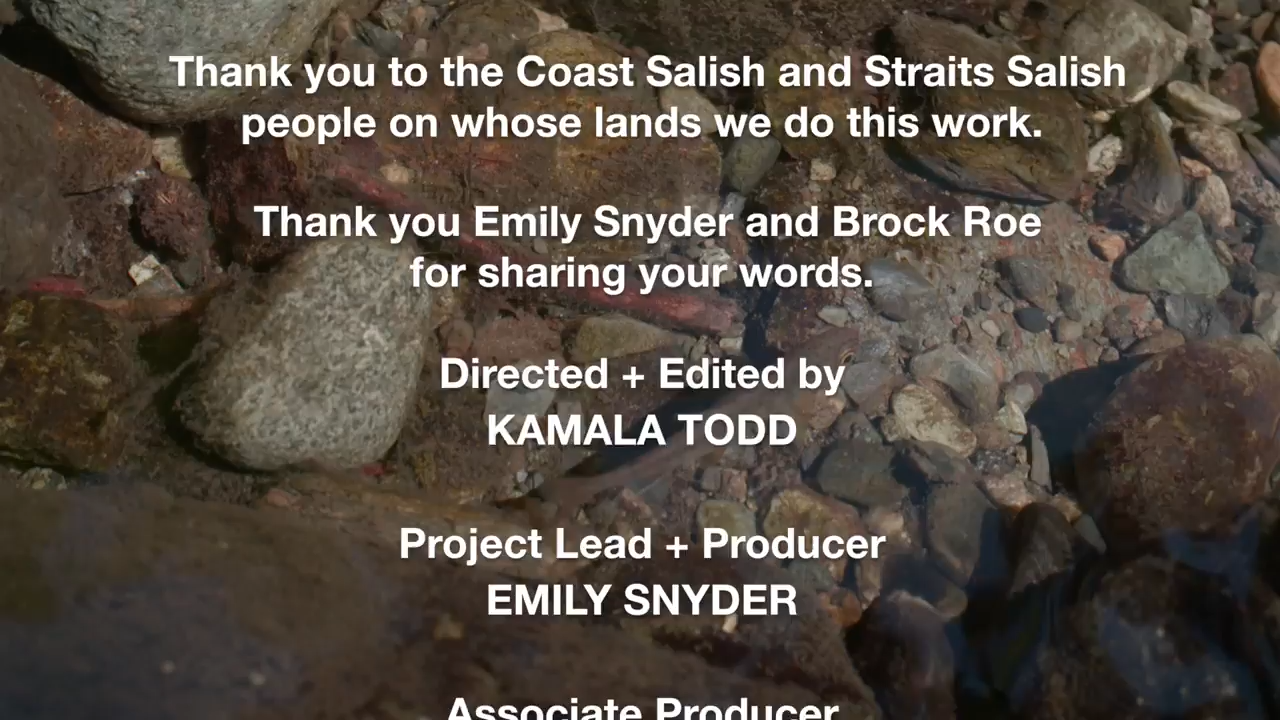 Thank you to the Coast Salish and Straits Salish
people on whose lands we do this work.
Thank you Emily Snyder and Brock Roe
for sharing your words.
Directed + Edited by
KAMALA TODD
Project Lead + Producer
EMILY SNYDER
Associate Producer